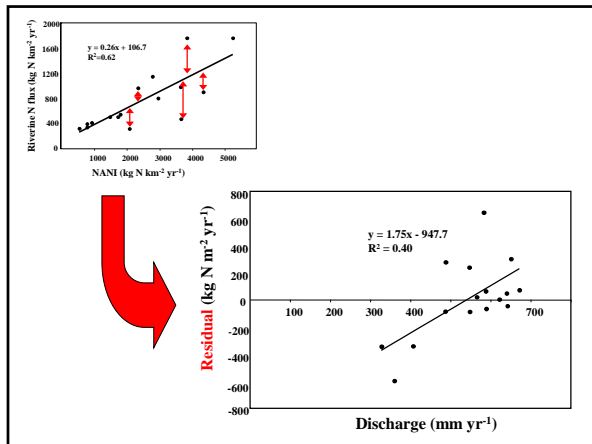 2000
1600
1200
800
400
0
Riverine N flux (kg N km⁻² yr⁻¹)
y = 0.26x + 106.7
R²=0.62
1000 2000 3000 4000 5000
NANI (kg N km⁻² yr⁻¹)
800
600
400
200
0
-200
-400
-600
-800
Residual (kg N m⁻² yr⁻¹)
y = 1.75x - 947.7
R² = 0.40
100 200 300 400 500 600 700
Discharge (mm yr⁻¹)